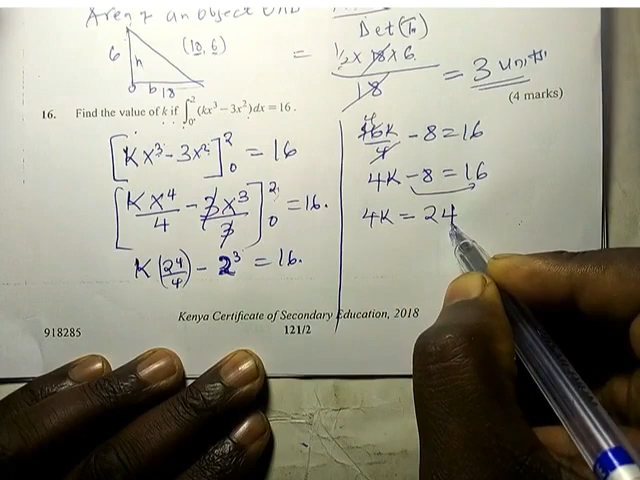 Area of an object
Det(T)
6 h (18, 6)
0 b 18
= ½ x 18 x 6 = 3 units
18
(4 marks)
16. Find the value of k if ∫₀² (kx³ − 3x²)dx = 16.
[Kx³ - 3x²]²₀ = 16
[Kx⁴/4 - 3x³/3]²₀ = 16.
K(2⁴/4) - 2³ = 16.
16K/4 - 8 = 16
4K - 8 = 16
4K = 24
Kenya Certificate of Secondary Education, 2018
918285
121/2